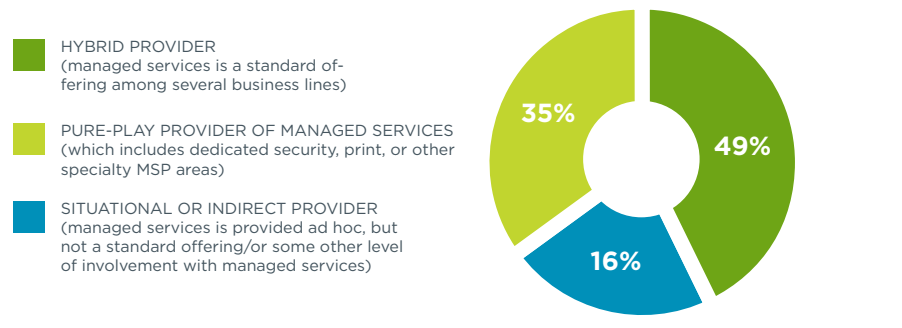 HYBRID PROVIDER
(managed services is a standard of-
fering among several business lines)
PURE-PLAY PROVIDER OF MANAGED SERVICES
(which includes dedicated security, print, or other
specialty MSP areas)
SITUATIONAL OR INDIRECT PROVIDER
(managed services is provided ad hoc, but
not a standard offering/or some other level
of involvement with managed services)
35%
49%
16%